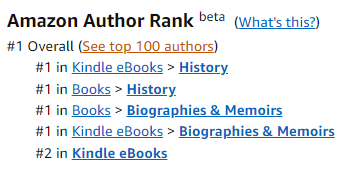 Amazon Author Rank beta (What's this?)
#1 Overall (See top 100 authors)
#1 in Kindle eBooks > History
#1 in Books > History
#1 in Books > Biographies & Memoirs
#1 in Kindle eBooks > Biographies & Memoirs
#2 in Kindle eBooks